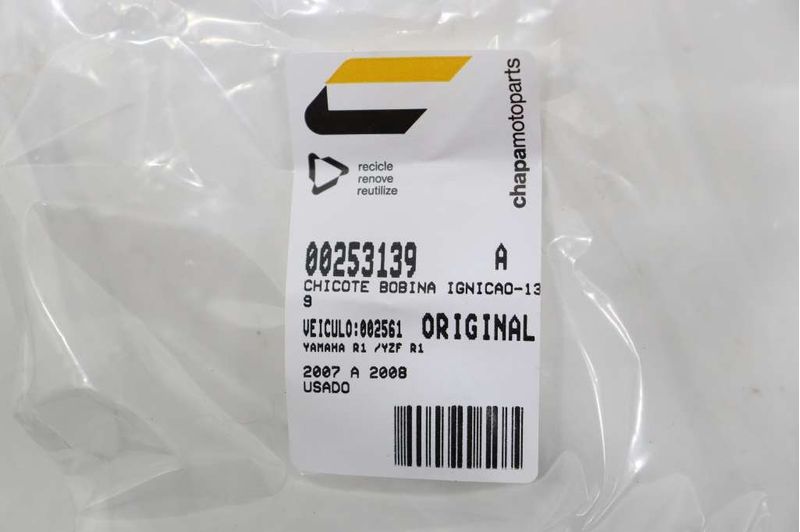 chapamotoparts
recicle
renove
reutilize
00253139 A
CHICOTE BOBINA IGNICAO-13
9
VEICULO:002561 ORIGINAL
YAMAHA R1 /YZF R1
2007 A 2008
USADO